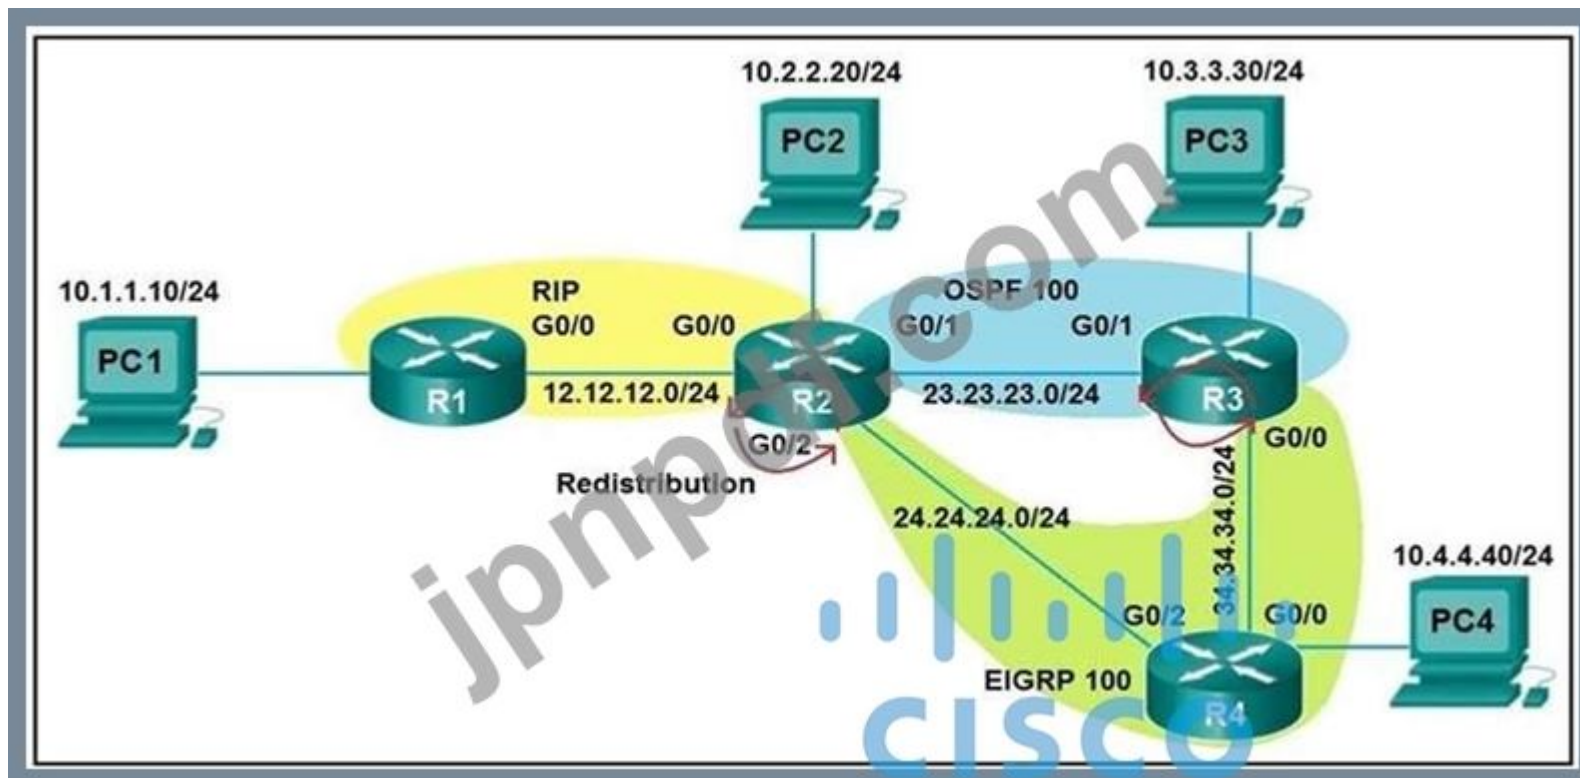 10.2.2.20/24
10.3.3.30/24
PC2
PC3
10.1.1.10/24
RIP
OSPF 100
G0/0
G0/0
G0/1
G0/1
PC1
R1
12.12.12.0/24
R2
23.23.23.0/24
R3
G0/2
G0/0
Redistribution
34.34.34.0/24
24.24.24.0/24
10.4.4.40/24
G0/2
G0/0
PC4
EIGRP 100
R4
CISCO
jpnpdf.com